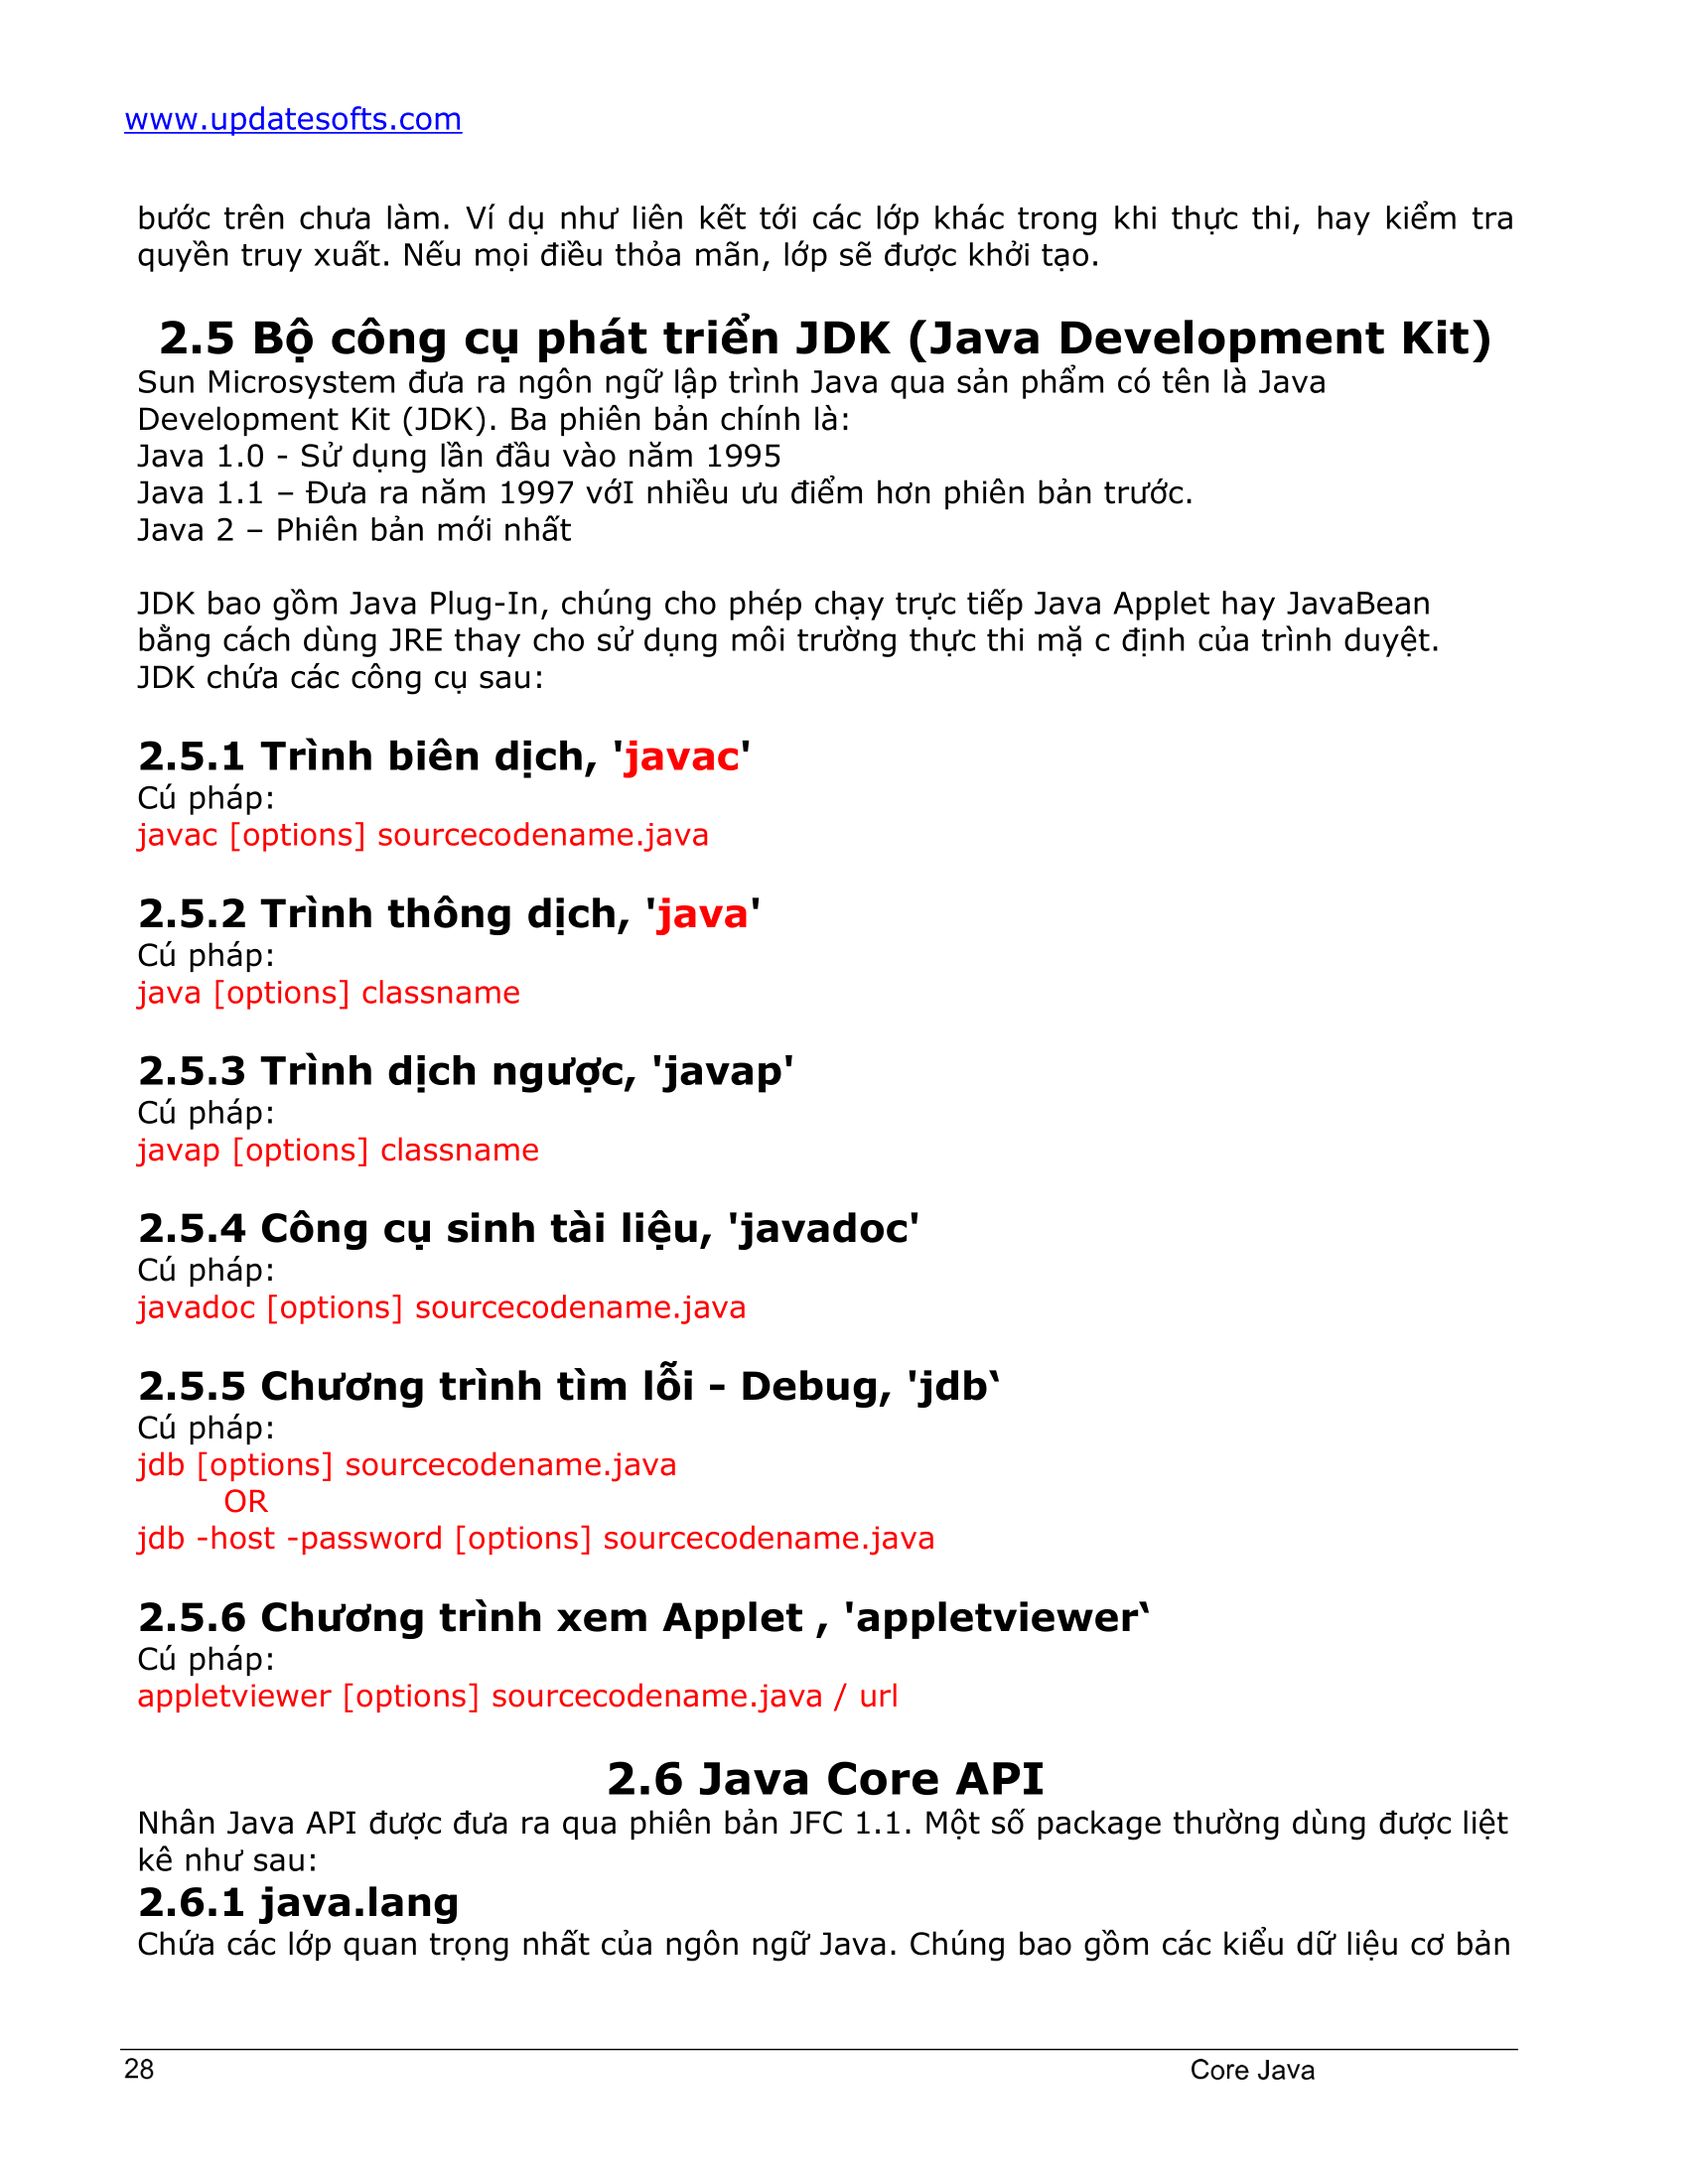 www.updatesofts.com
bước trên chưa làm. Ví dụ như liên kết tới các lớp khác trong khi thực thi, hay kiểm tra
quyền truy xuất. Nếu mọi điều thỏa mãn, lớp sẽ được khởi tạo.
2.5 Bộ công cụ phát triển JDK (Java Development Kit)
Sun Microsystem đưa ra ngôn ngữ lập trình Java qua sản phẩm có tên là Java
Development Kit (JDK). Ba phiên bản chính là:
Java 1.0 - Sử dụng lần đầu vào năm 1995
Java 1.1 – Đưa ra năm 1997 vớI nhiều ưu điểm hơn phiên bản trước.
Java 2 – Phiên bản mới nhất
JDK bao gồm Java Plug-In, chúng cho phép chạy trực tiếp Java Applet hay JavaBean
bằng cách dùng JRE thay cho sử dụng môi trường thực thi mặ c định của trình duyệt.
JDK chứa các công cụ sau:
2.5.1 Trình biên dịch, 'javac'
Cú pháp:
javac [options] sourcecodename.java
2.5.2 Trình thông dịch, 'java'
Cú pháp:
java [options] classname
2.5.3 Trình dịch ngược, 'javap'
Cú pháp:
javap [options] classname
2.5.4 Công cụ sinh tài liệu, 'javadoc'
Cú pháp:
javadoc [options] sourcecodename.java
2.5.5 Chương trình tìm lỗi – Debug, 'jdb‘
Cú pháp:
jdb [options] sourcecodename.java
OR
jdb -host -password [options] sourcecodename.java
2.5.6 Chương trình xem Applet , 'appletviewer‘
Cú pháp:
appletviewer [options] sourcecodename.java / url
2.6 Java Core API
Nhân Java API được đưa ra qua phiên bản JFC 1.1. Một số package thường dùng được liệt
kê như sau:
2.6.1 java.lang
Chứa các lớp quan trọng nhất của ngôn ngữ Java. Chúng bao gồm các kiểu dữ liệu cơ bản
28 Core Java